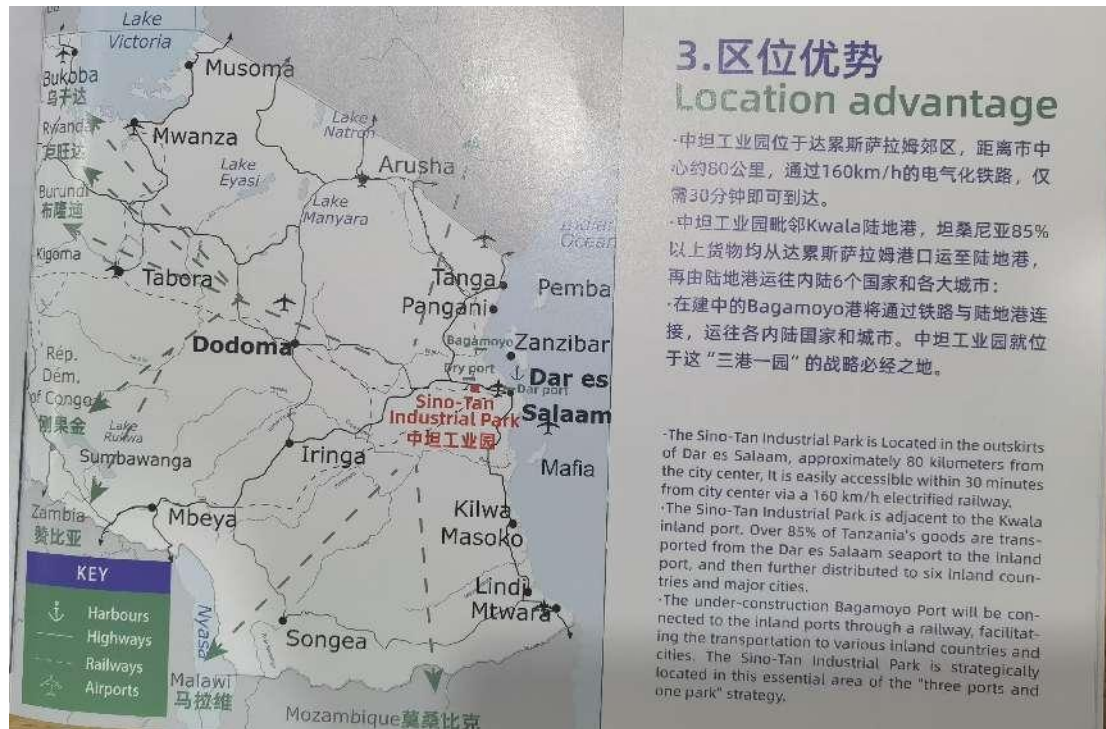 Lake
Victoria
Bukoba
乌干达
Musoma
Rwanda
卢旺达
Mwanza
Lake
Natron
Arusha
Lake
Eyasi
Lake
Manyara
Burundi
布隆迪
Kigoma
Tabora
Indian
Ocean
Tanga
Pangani
Pemba
Dodoma
Bagamoyo
Zanzibar
Dry port
Dar es
Dar port
Salaam
Sino-Tan
Industrial Park
中坦工业园
Rép.
Dém.
of Congo
刚果金
Lake
Rukwa
Sumbawanga
Iringa
Mafia
Zambia
赞比亚
Mbeya
Kilwa
Masoko
Lindi
Mtwara
Nyasa
Songea
Malawi
马拉维
Mozambique莫桑比克
KEY
Harbours
Highways
Railways
Airports
3.区位优势
Location advantage
·中坦工业园位于达累斯萨拉姆郊区，距离市中
心约80公里，通过160km/h的电气化铁路，仅
需30分钟即可到达。
·中坦工业园毗邻Kwala陆地港，坦桑尼亚85%
以上货物均从达累斯萨拉姆港口运至陆地港，
再由陆地港运往内陆6个国家和各大城市：
·在建中的Bagamoyo港将通过铁路与陆地港连
接，运往各内陆国家和城市。中坦工业园就位
于这“三港一园”的战略必经之地。
·The Sino-Tan Industrial Park is Located in the outskirts
of Dar es Salaam, approximately 80 kilometers from
the city center, It is easily accessible within 30 minutes
from city center via a 160 km/h electrified railway.
·The Sino-Tan Industrial Park is adjacent to the Kwala
inland port. Over 85% of Tanzania's goods are trans-
ported from the Dar es Salaam seaport to the inland
port, and then further distributed to six inland coun-
tries and major cities.
·The under-construction Bagamoyo Port will be con-
nected to the inland ports through a railway, facilitat-
ing the transportation to various inland countries and
cities. The Sino-Tan Industrial Park is strategically
located in this essential area of the "three ports and
one park" strategy.